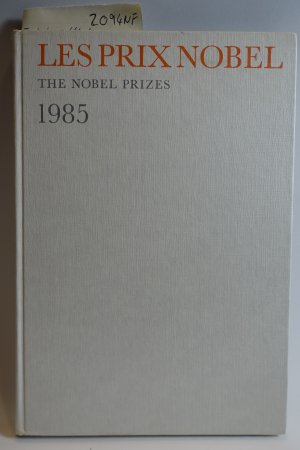 2094NF
LES PRIX NOBEL
THE NOBEL PRIZES
1985